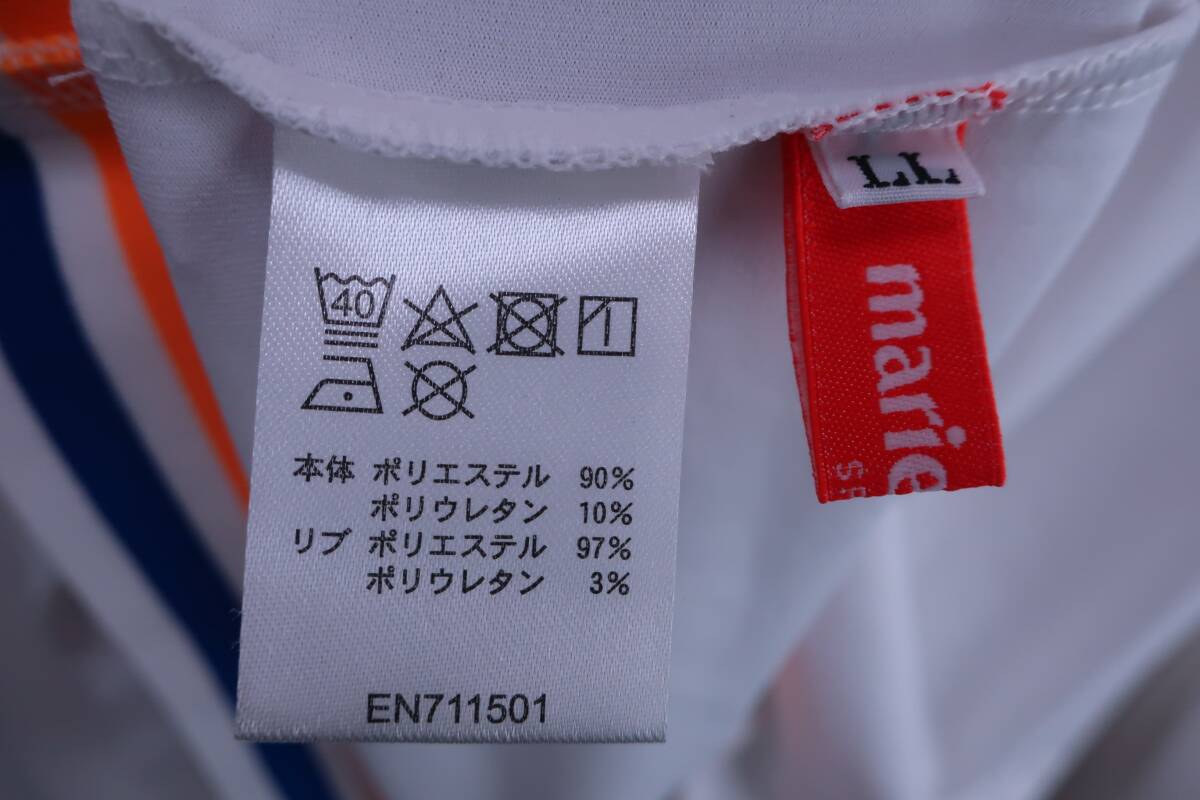 40
本体 ポリエステル 90%
ポリウレタン 10%
リブ ポリエステル 97%
ポリウレタン 3%
EN711501
LL
marie